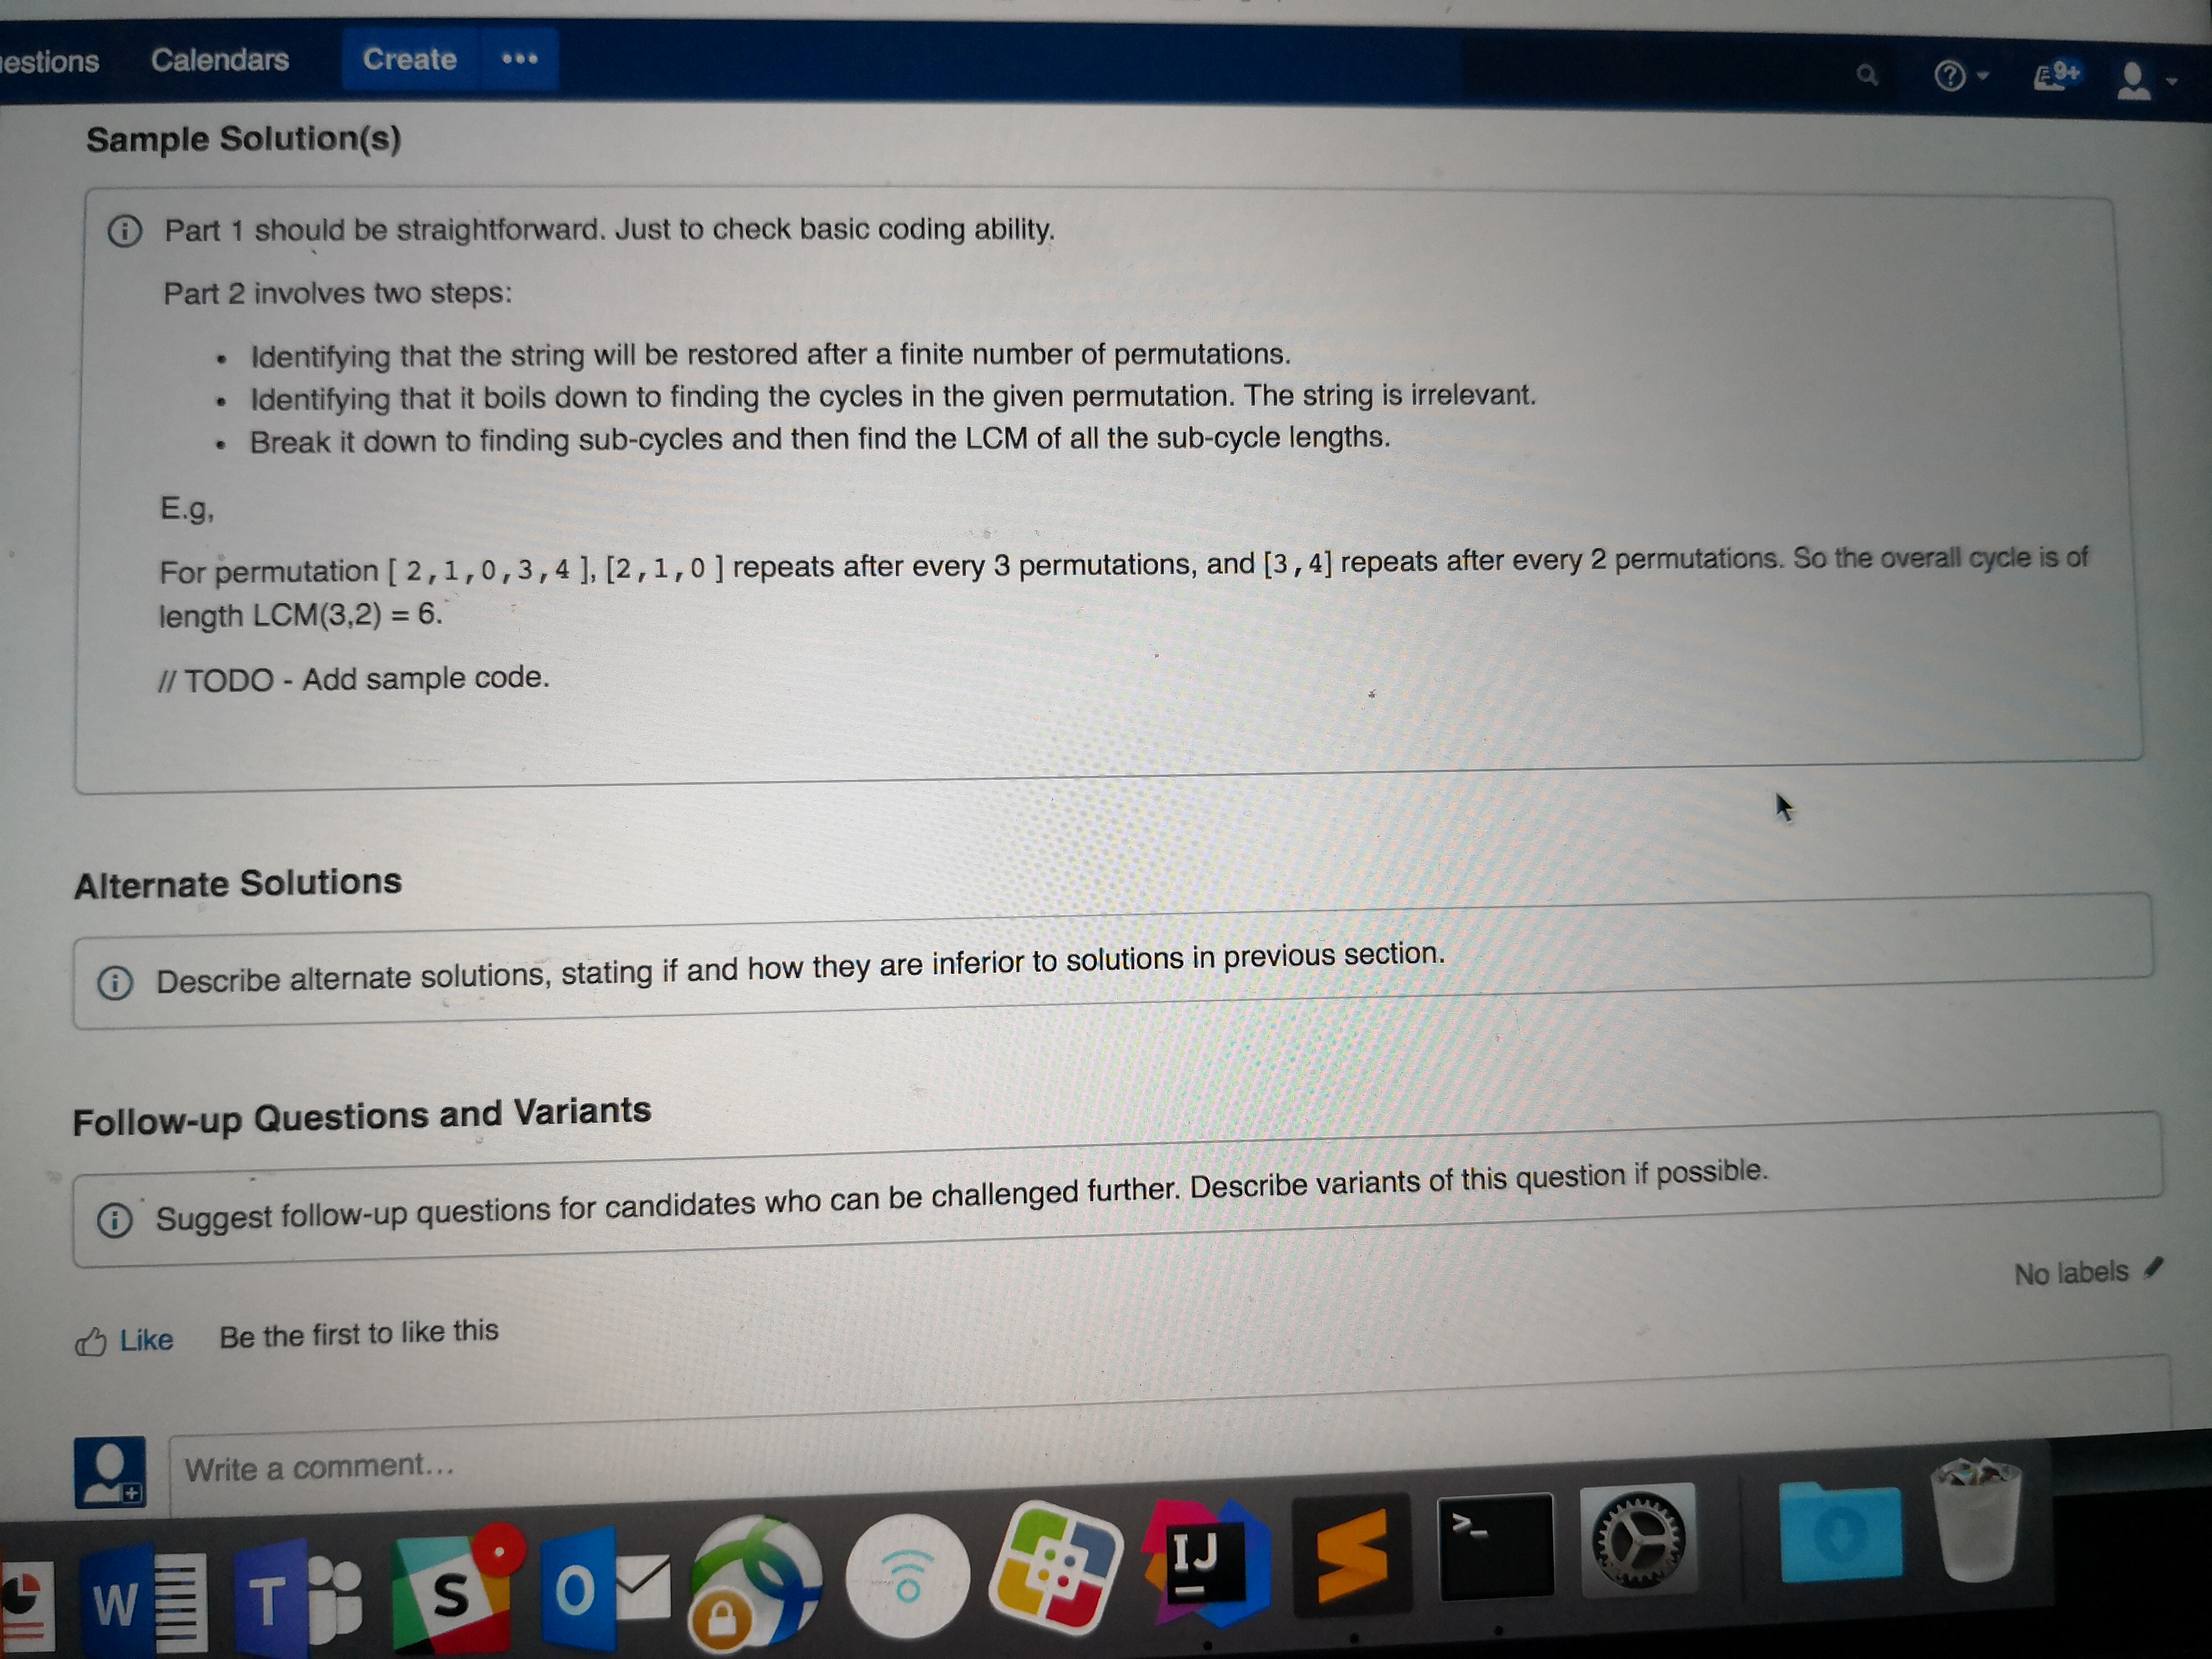 estions Calendars Create ••• ? 9+
Sample Solution(s)
Part 1 should be straightforward. Just to check basic coding ability.
Part 2 involves two steps:
• Identifying that the string will be restored after a finite number of permutations.
• Identifying that it boils down to finding the cycles in the given permutation. The string is irrelevant.
• Break it down to finding sub-cycles and then find the LCM of all the sub-cycle lengths.
E.g,
For permutation [ 2,1,0,3,4 ], [2,1,0 ] repeats after every 3 permutations, and [3,4] repeats after every 2 permutations. So the overall cycle is of
length LCM(3,2) = 6.
// TODO - Add sample code.
Alternate Solutions
Describe alternate solutions, stating if and how they are inferior to solutions in previous section.
Follow-up Questions and Variants
Suggest follow-up questions for candidates who can be challenged further. Describe variants of this question if possible.
No labels
Like Be the first to like this
Write a comment...
W T S O IJ >_